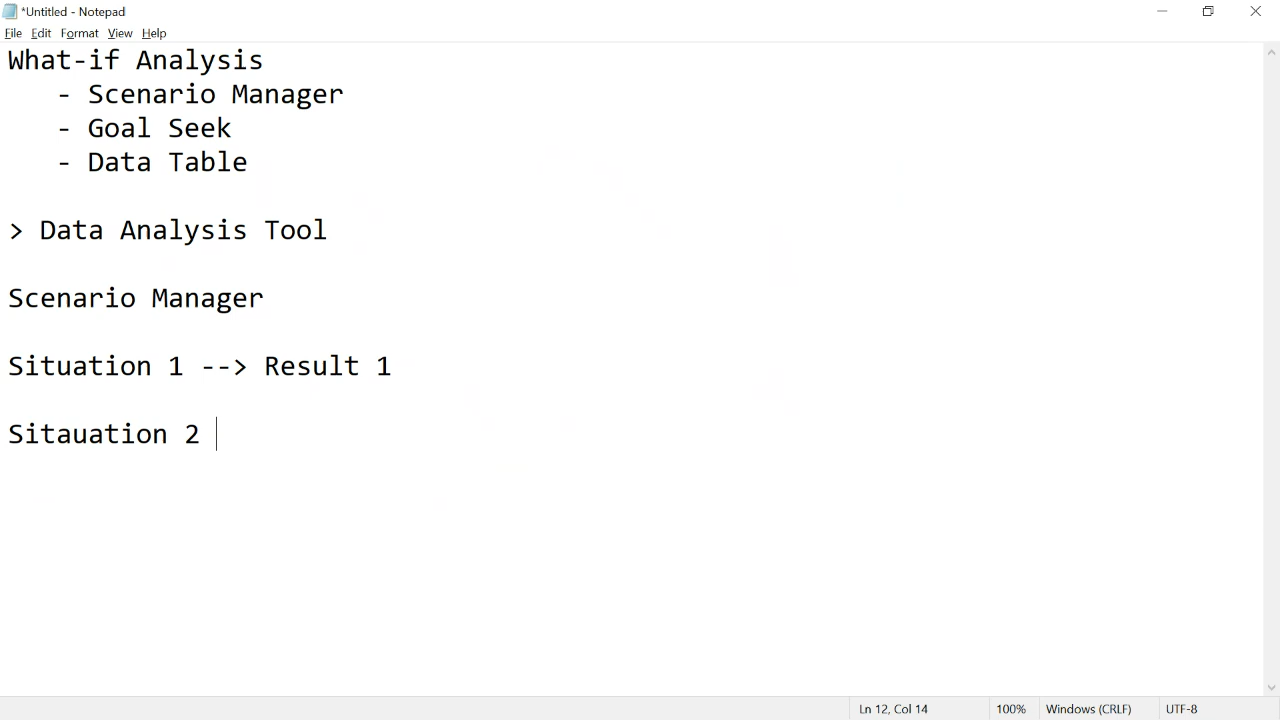 *Untitled - Notepad
File Edit Format View Help
What-if Analysis
- Scenario Manager
- Goal Seek
- Data Table
> Data Analysis Tool
Scenario Manager
Situation 1 --> Result 1
Sitauation 2
Ln 12, Col 14 100% Windows (CRLF) UTF-8